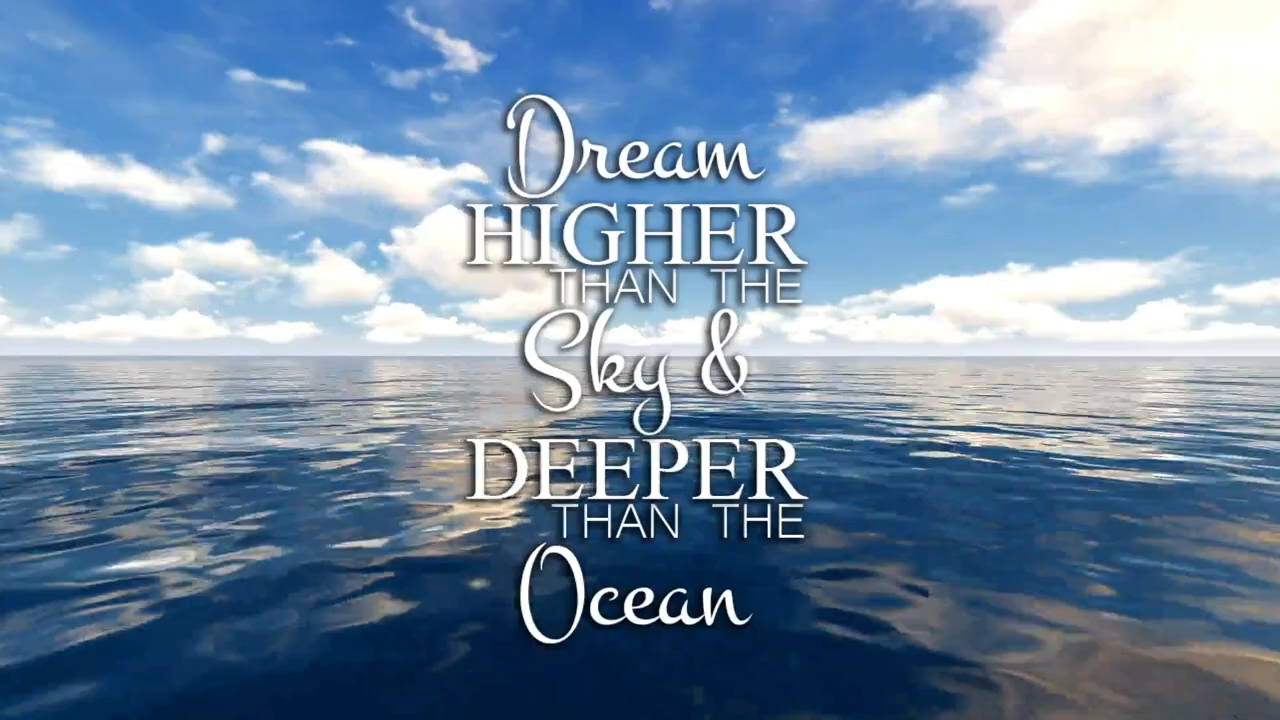 Dream
HIGHER
THAN THE
Sky &
DEEPER
THAN THE
Ocean